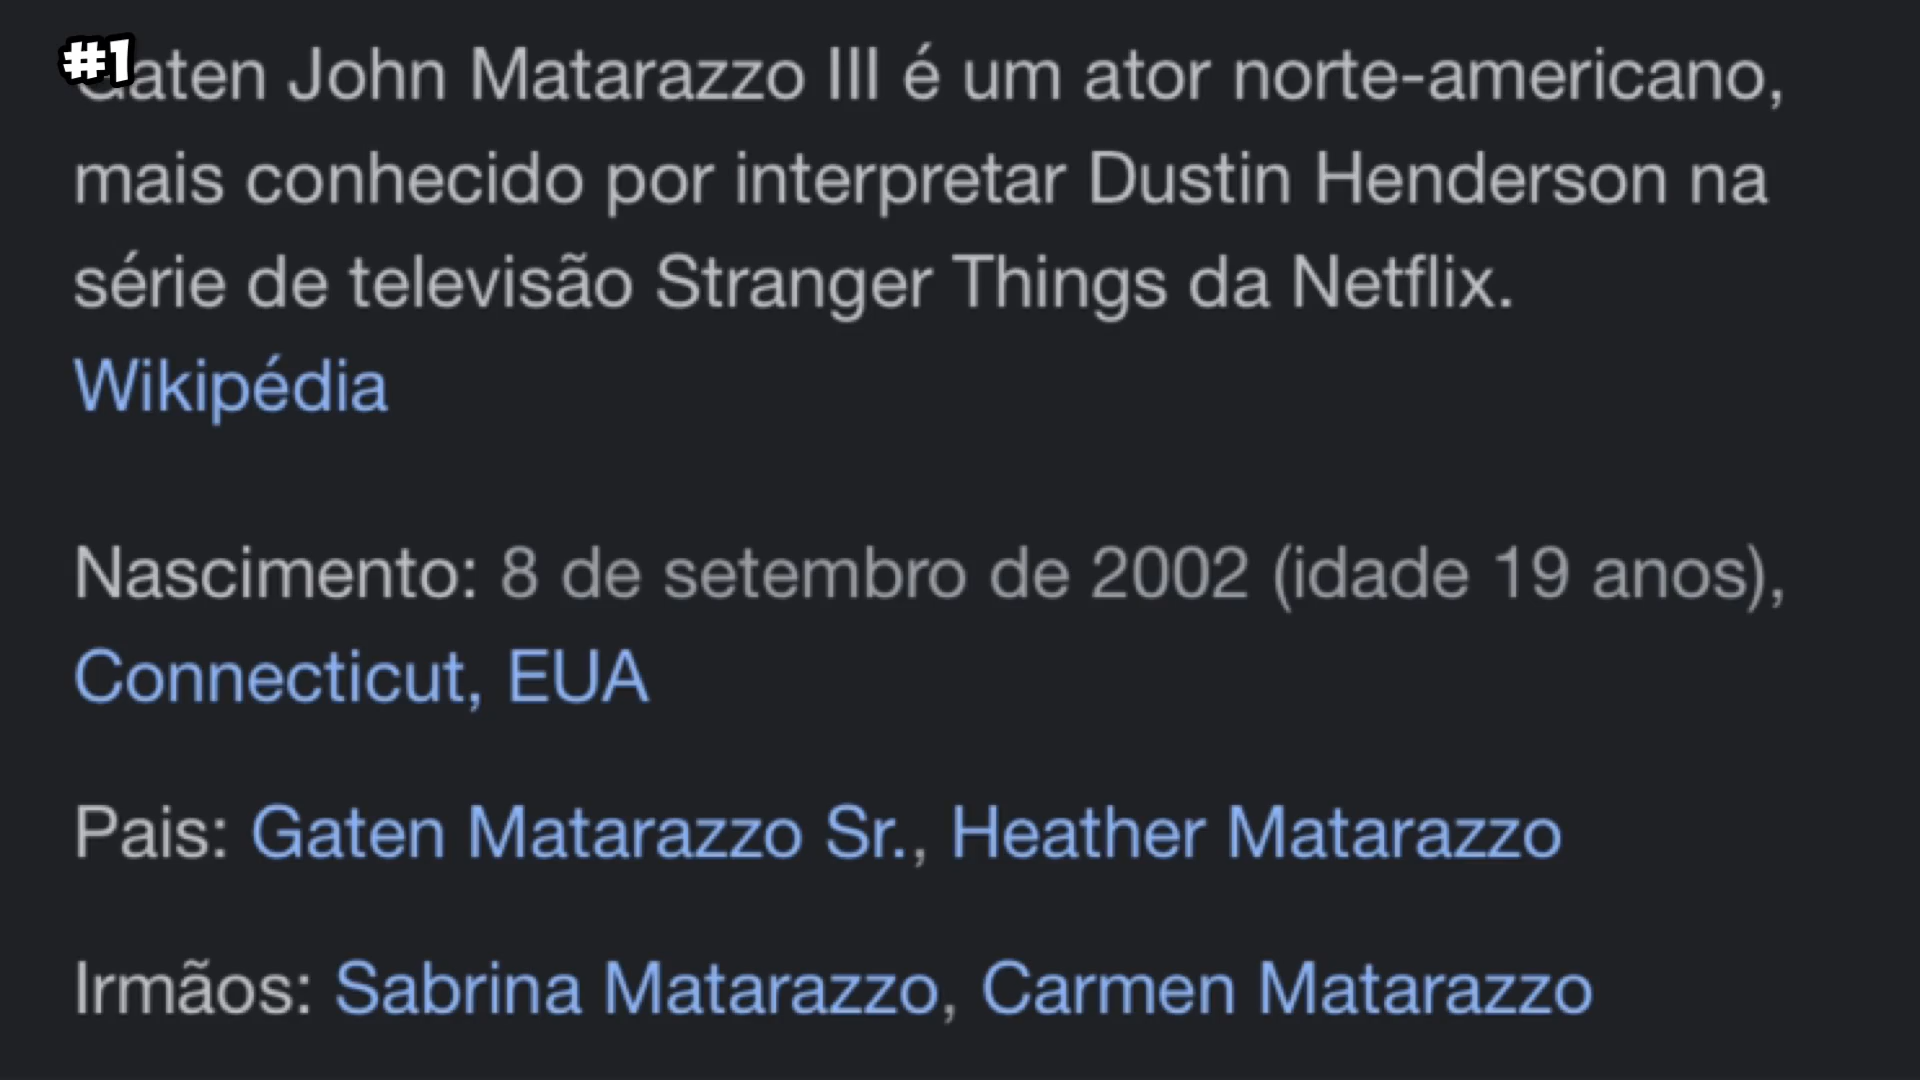 #1
Gaten John Matarazzo III é um ator norte-americano,
mais conhecido por interpretar Dustin Henderson na
série de televisão Stranger Things da Netflix.
Wikipédia
Nascimento: 8 de setembro de 2002 (idade 19 anos),
Connecticut, EUA
Pais: Gaten Matarazzo Sr., Heather Matarazzo
Irmãos: Sabrina Matarazzo, Carmen Matarazzo